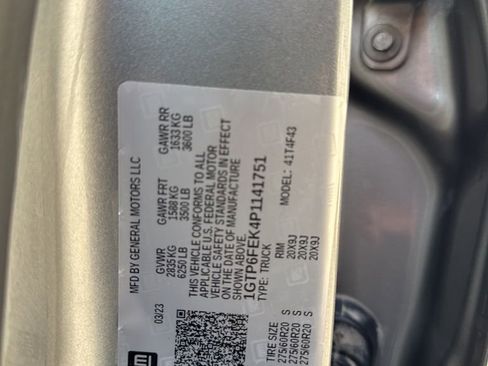 MFD BY GENERAL MOTORS LLC
03/23 GVWR GAWR FRT GAWR RR
2835 KG 1588 KG 1633 KG
6250 LB 3500 LB 3600 LB
THIS VEHICLE CONFORMS TO ALL
APPLICABLE U.S. FEDERAL MOTOR
VEHICLE SAFETY STANDARDS IN EFFECT
ON THE DATE OF MANUFACTURE
SHOWN ABOVE.
1GTP6FEK4P1141751
TYPE: TRUCK MODEL: 41T4F43
gm
TIRE SIZE RIM
275/60R20 S 20X9J
275/60R20 S 20X9J
275/60R20 S 20X9J